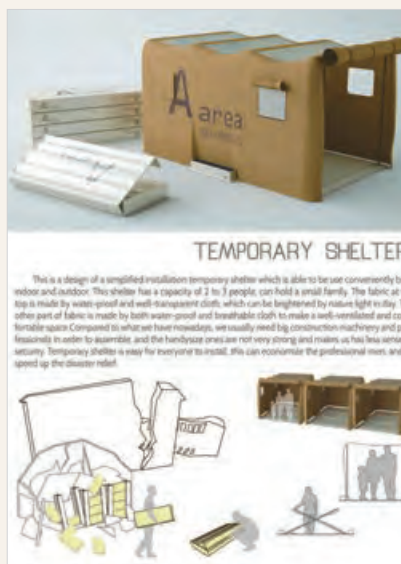 A area
TEMPORARY SHELTER
This is a design of a simplified installation temporary shelter which is able to be use conveniently b
indoor and outdoor. This shelter has a capacity of 2 to 3 people, can hold a small family. The fabric at
top is made by water-proof and well-transparent cloth, which can be brightened by nature light in day. T
other part of fabric is made by both water-proof and breathable cloth to make a well-ventilated and co
fortable space Compared to what we have nowadays, we usually need big construction machinery and p
fessionals in order to assemble, and the handysize ones are not very strong and makes us has less sense
security. Temporary shelter is easy for everyone to install, this can economize the professional men, and
speed up the disaster relief.